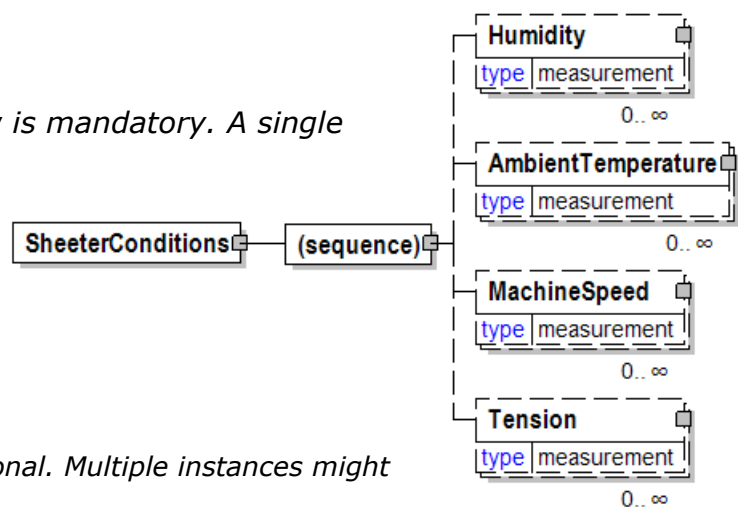 Humidity
type measurement
0.. ∞
is mandatory. A single
AmbientTemperature
type measurement
0.. ∞
SheeterConditions
(sequence)
MachineSpeed
type measurement
0.. ∞
Tension
type measurement
onal. Multiple instances might
0.. ∞